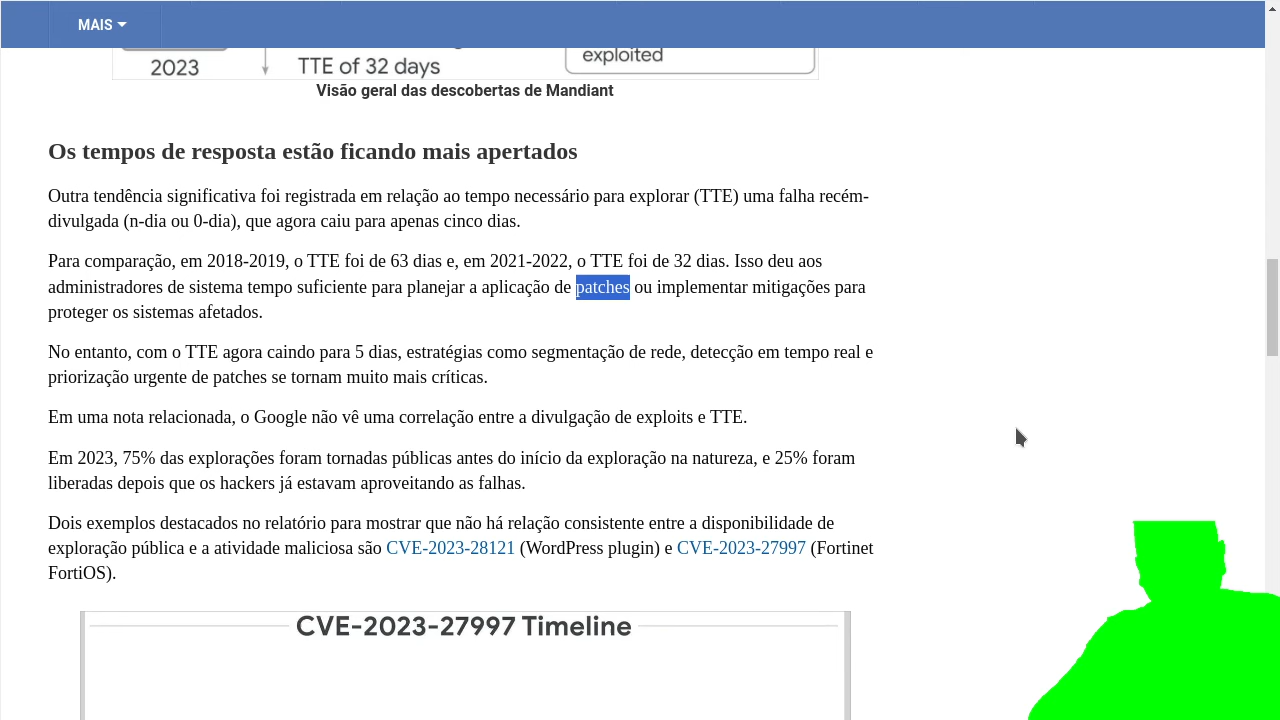 MAIS
exploited
2023
TTE of 32 days
Visão geral das descobertas de Mandiant
Os tempos de resposta estão ficando mais apertados
Outra tendência significativa foi registrada em relação ao tempo necessário para explorar (TTE) uma falha recém-
divulgada (n-dia ou 0-dia), que agora caiu para apenas cinco dias.
Para comparação, em 2018-2019, o TTE foi de 63 dias e, em 2021-2022, o TTE foi de 32 dias. Isso deu aos
administradores de sistema tempo suficiente para planejar a aplicação de patches ou implementar mitigações para
proteger os sistemas afetados.
No entanto, com o TTE agora caindo para 5 dias, estratégias como segmentação de rede, detecção em tempo real e
priorização urgente de patches se tornam muito mais críticas.
Em uma nota relacionada, o Google não vê uma correlação entre a divulgação de exploits e TTE.
Em 2023, 75% das explorações foram tornadas públicas antes do início da exploração na natureza, e 25% foram
liberadas depois que os hackers já estavam aproveitando as falhas.
Dois exemplos destacados no relatório para mostrar que não há relação consistente entre a disponibilidade de
exploração pública e a atividade maliciosa são CVE-2023-28121 (WordPress plugin) e CVE-2023-27997 (Fortinet
FortiOS).
CVE-2023-27997 Timeline